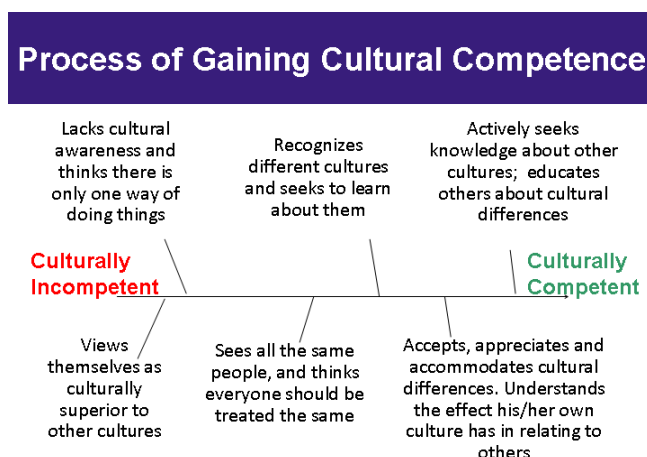 Process of Gaining Cultural Competence
Lacks cultural
awareness and
thinks there is
only one way of
doing things
Recognizes
different cultures
and seeks to learn
about them
Actively seeks
knowledge about other
cultures;  educates
others about cultural
differences
Culturally
Incompetent
Culturally
Competent
Views
themselves as
culturally
superior to
other cultures
Sees all the same
people, and thinks
everyone should be
treated the same
Accepts, appreciates and
accommodates cultural
differences. Understands
the effect his/her own
culture has in relating to
others